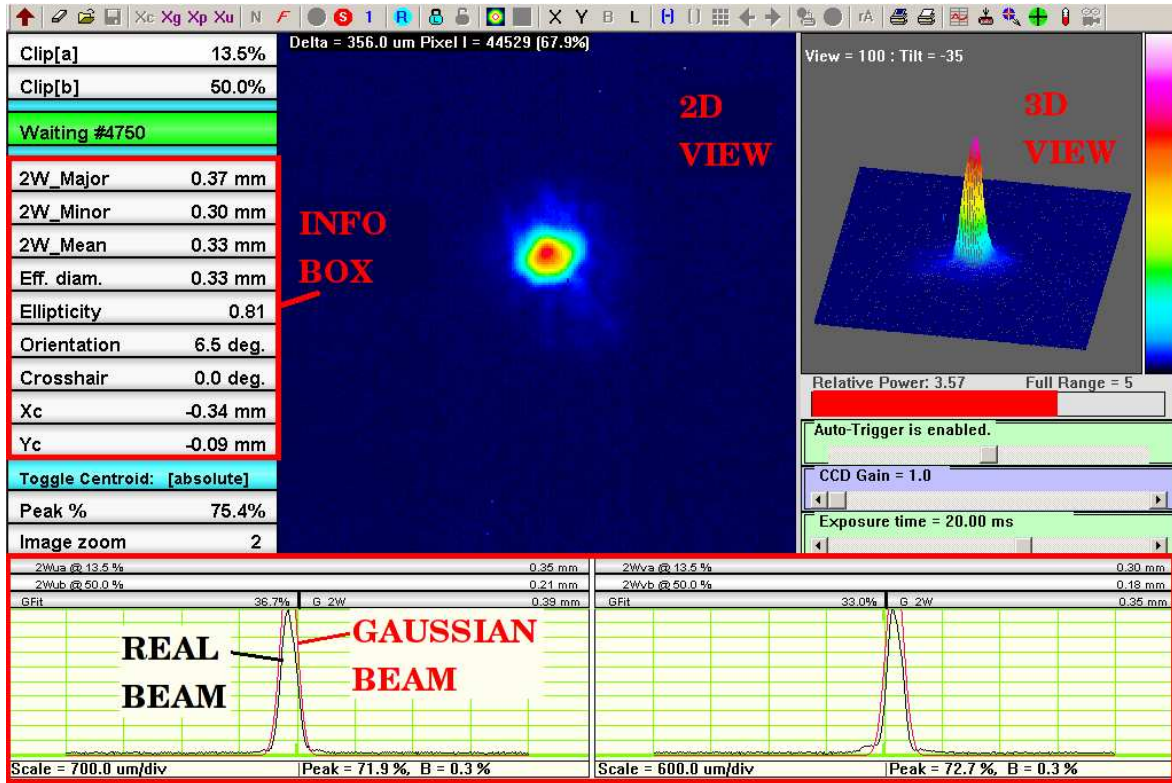 Xc Xg Xp Xu N F S 1 R X Y B L rA
Clip[a] 13.5%
Clip[b] 50.0%
Waiting #4750
2W_Major 0.37 mm
2W_Minor 0.30 mm
2W_Mean 0.33 mm
Eff. diam. 0.33 mm
Ellipticity 0.81
Orientation 6.5 deg.
Crosshair 0.0 deg.
Xc -0.34 mm
Yc -0.09 mm
Toggle Centroid: [absolute]
Peak % 75.4%
Image zoom 2
INFO
BOX
Delta = 356.0 um Pixel I = 44529 (67.9%)
2D
VIEW
View = 100 : Tilt = -35
3D
VIEW
Relative Power: 3.57 Full Range = 5
Auto-Trigger is enabled.
CCD Gain = 1.0
Exposure time = 20.00 ms
2Wua @ 13.5 % 0.35 mm
2Wub @ 50.0 % 0.21 mm
GFit 36.7% G 2W 0.39 mm
REAL
BEAM
GAUSSIAN
BEAM
Scale = 700.0 um/div Peak = 71.9 %, B = 0.3 %
2Wva @ 13.5 % 0.30 mm
2Wvb @ 50.0 % 0.18 mm
GFit 33.0% G 2W 0.35 mm
Scale = 600.0 um/div Peak = 72.7 %, B = 0.3 %